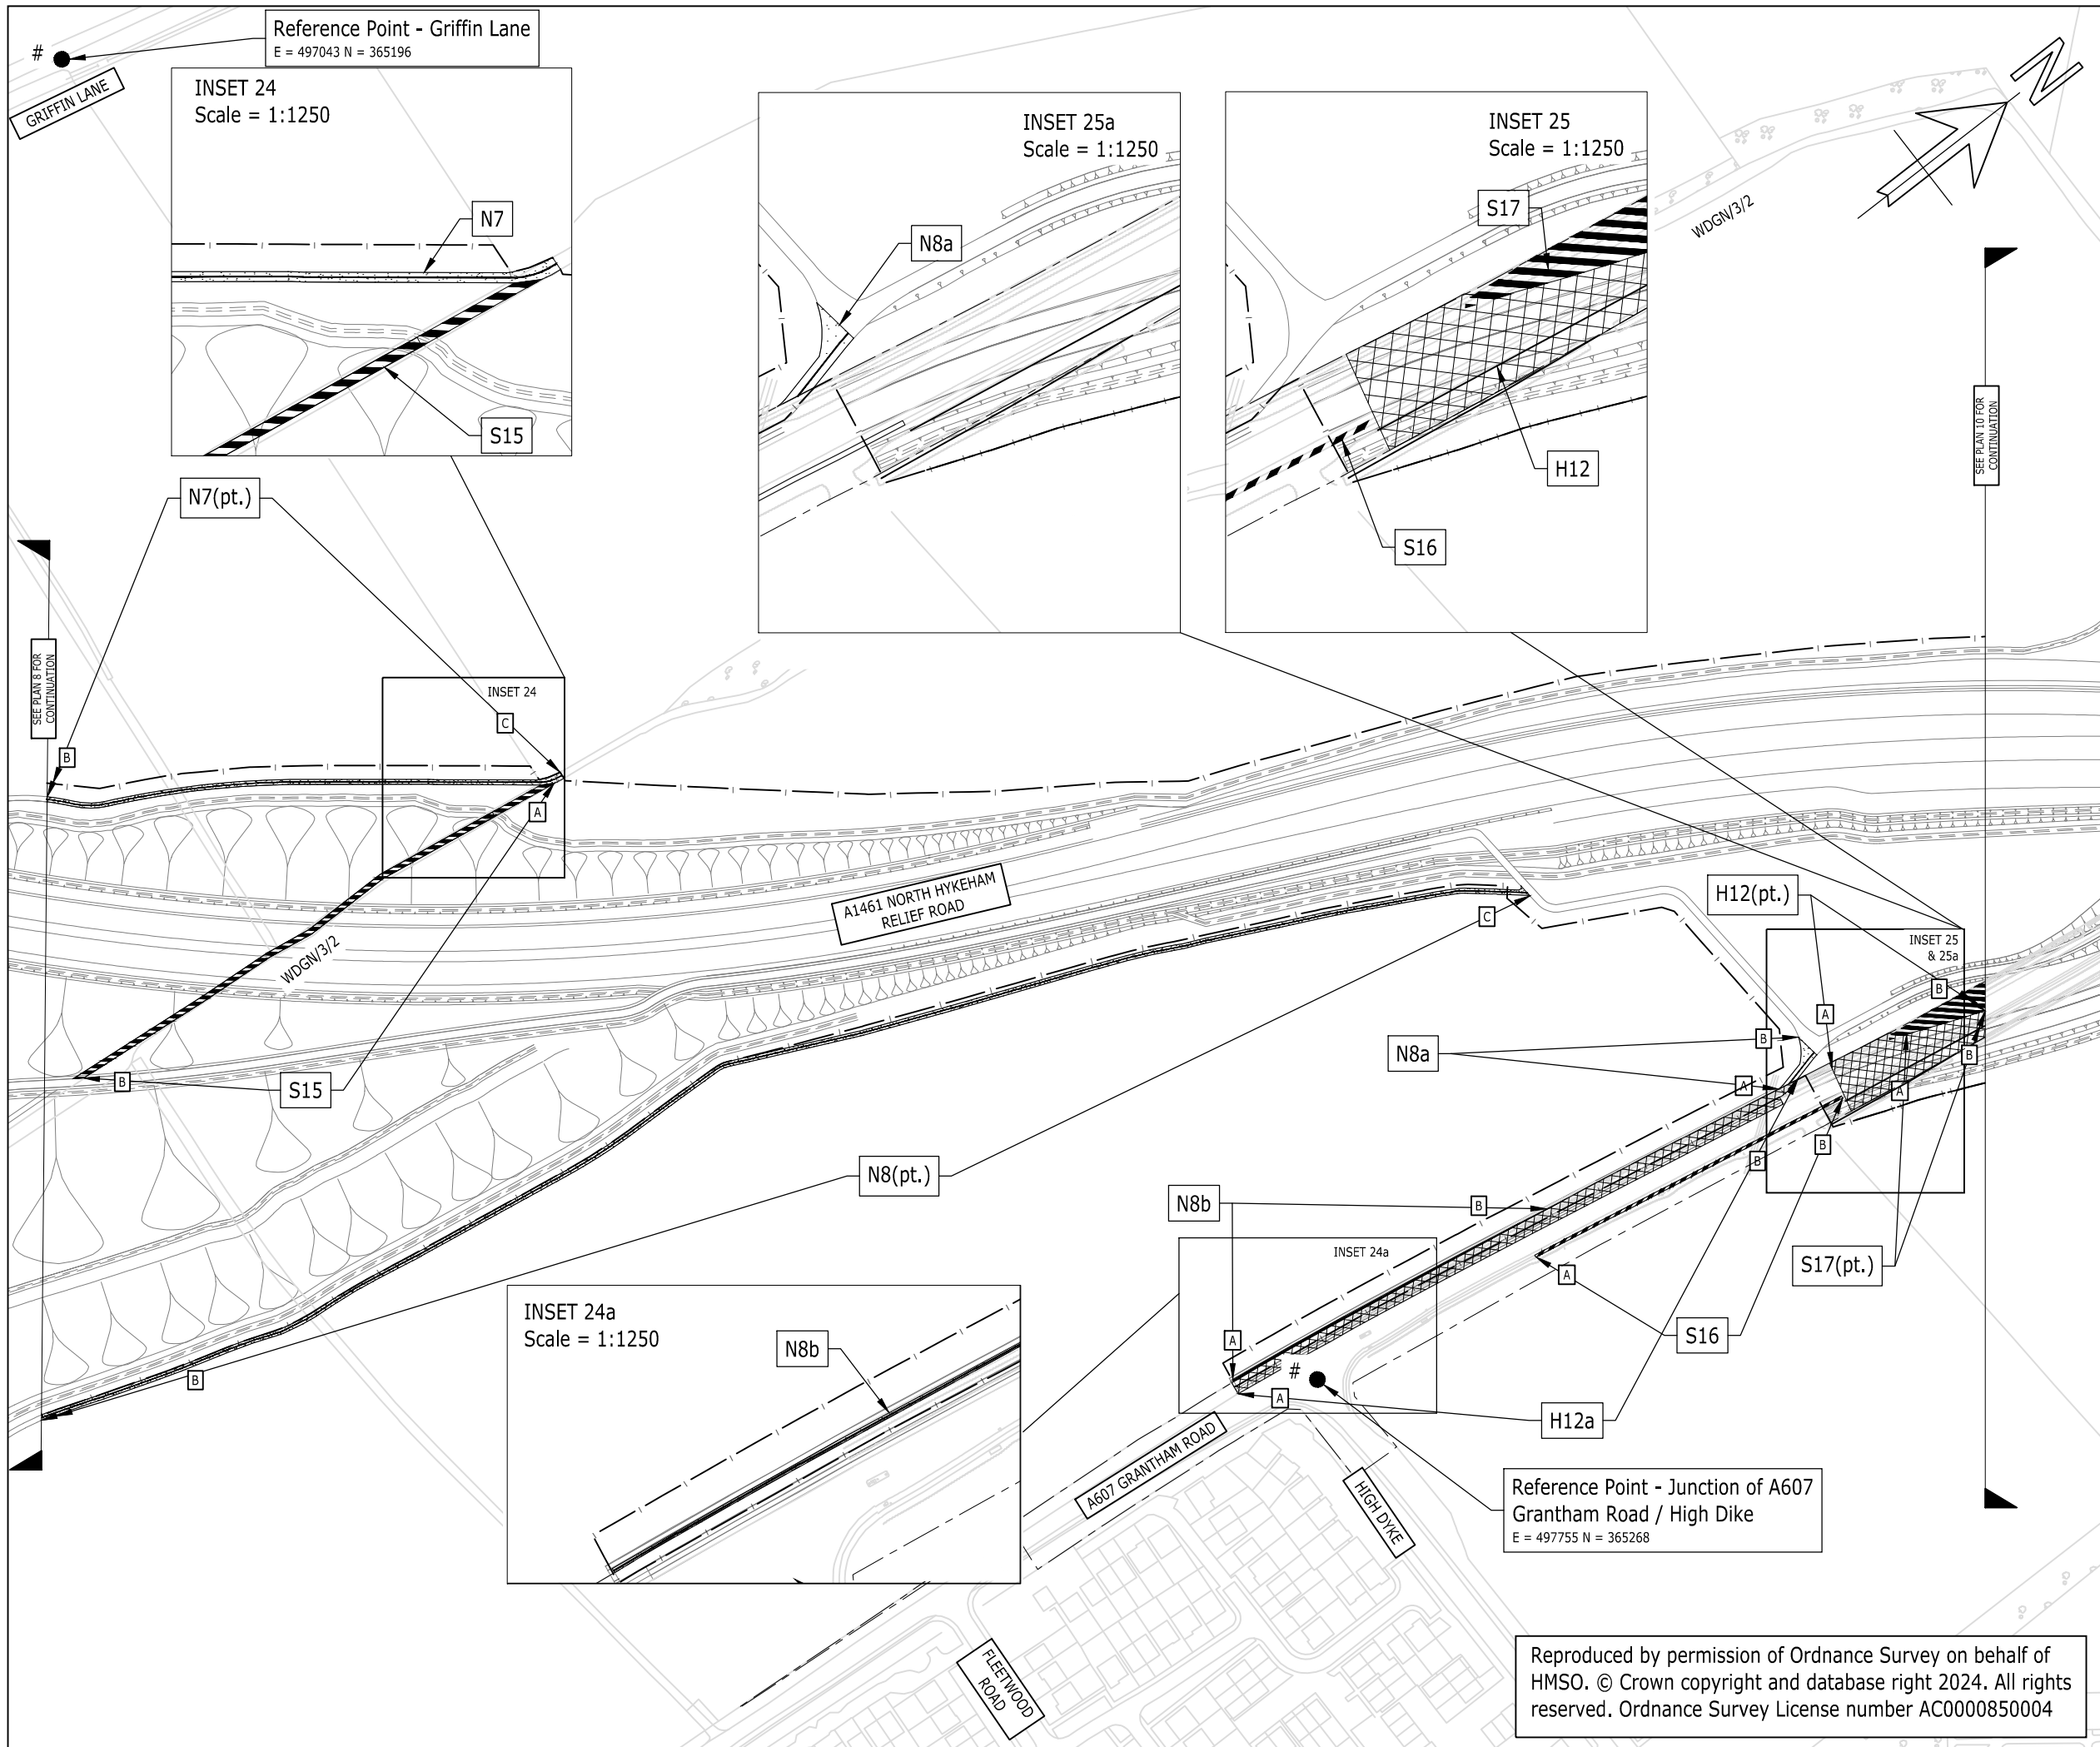 Reference Point - Griffin Lane
E = 497043 N = 365196
#
GRIFFIN LANE
INSET 24
Scale = 1:1250
N7
S15
INSET 25a
Scale = 1:1250
N8a
INSET 25
Scale = 1:1250
S17
H12
S16
N
WDGN/3/2
SEE PLAN 10 FOR
CONTINUATION
N7(pt.)
SEE PLAN 8 FOR
CONTINUATION
INSET 24
C
B
A
A1461 NORTH HYKEHAM
RELIEF ROAD
WDGN/3/2
B
S15
C
H12(pt.)
INSET 25
& 25a
B
A
B
N8a
A
B
A
B
B
N8(pt.)
N8b
B
A
S17(pt.)
INSET 24a
A
S16
B
INSET 24a
Scale = 1:1250
N8b
A
#
A
H12a
A607 GRANTHAM ROAD
HIGH DYKE
Reference Point - Junction of A607
Grantham Road / High Dike
E = 497755 N = 365268
FLEETWOOD
ROAD
Reproduced by permission of Ordnance Survey on behalf of
HMSO. © Crown copyright and database right 2024. All rights
reserved. Ordnance Survey License number AC0000850004